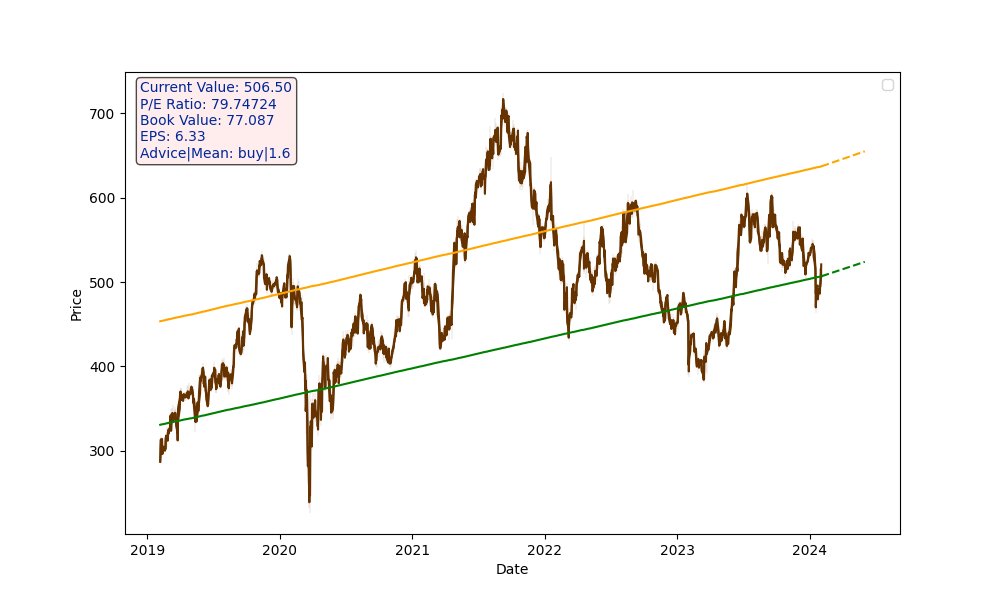 Current Value: 506.50
P/E Ratio: 79.74724
Book Value: 77.087
EPS: 6.33
Advice|Mean: buy|1.6
700
600
500
400
300
Price
2019 2020 2021 2022 2023 2024
Date